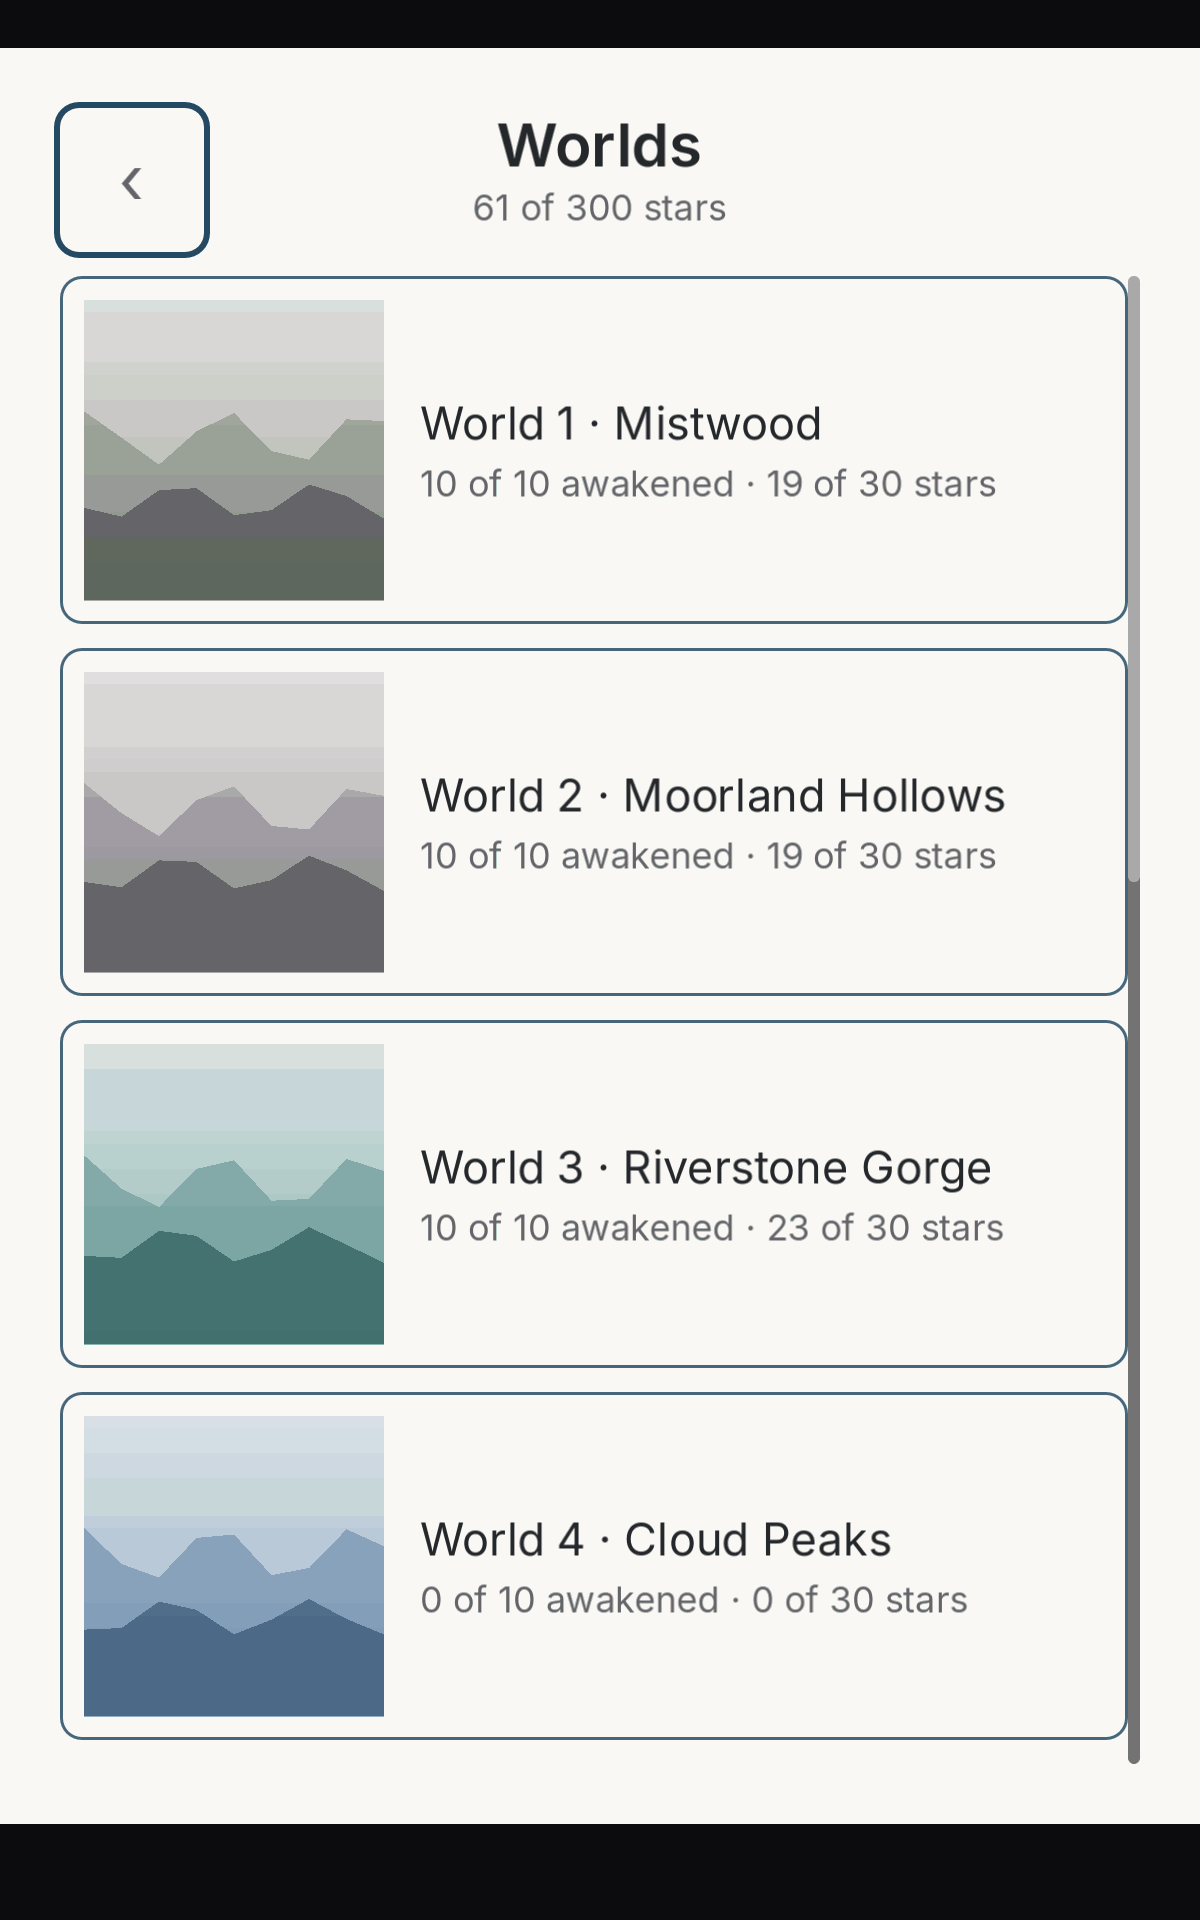 ‹
Worlds
61 of 300 stars
World 1 · Mistwood
10 of 10 awakened · 19 of 30 stars
World 2 · Moorland Hollows
10 of 10 awakened · 19 of 30 stars
World 3 · Riverstone Gorge
10 of 10 awakened · 23 of 30 stars
World 4 · Cloud Peaks
0 of 10 awakened · 0 of 30 stars